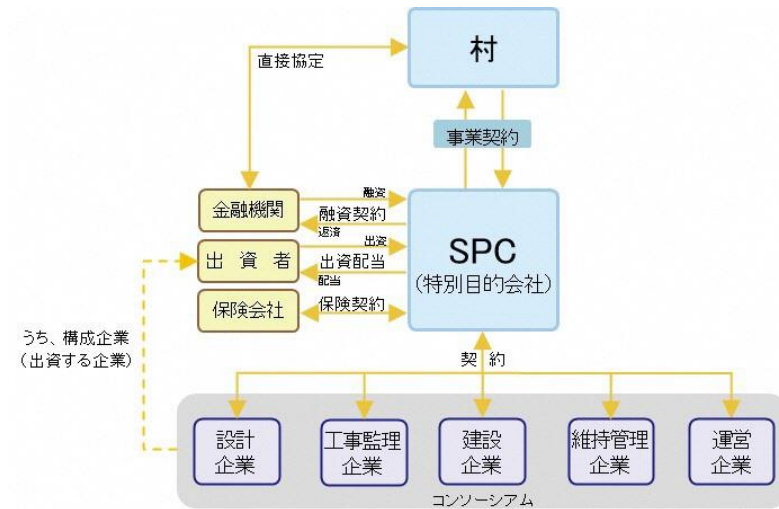 村
直接協定
事業契約
融資
金融機関
融資契約
返済
出資
出資者
出資配当
配当
SPC
(特別目的会社)
保険会社
保険契約
うち、構成企業
(出資する企業)
契約
設計
企業
工事監理
企業
建設
企業
維持管理
企業
運営
企業
コンソーシアム